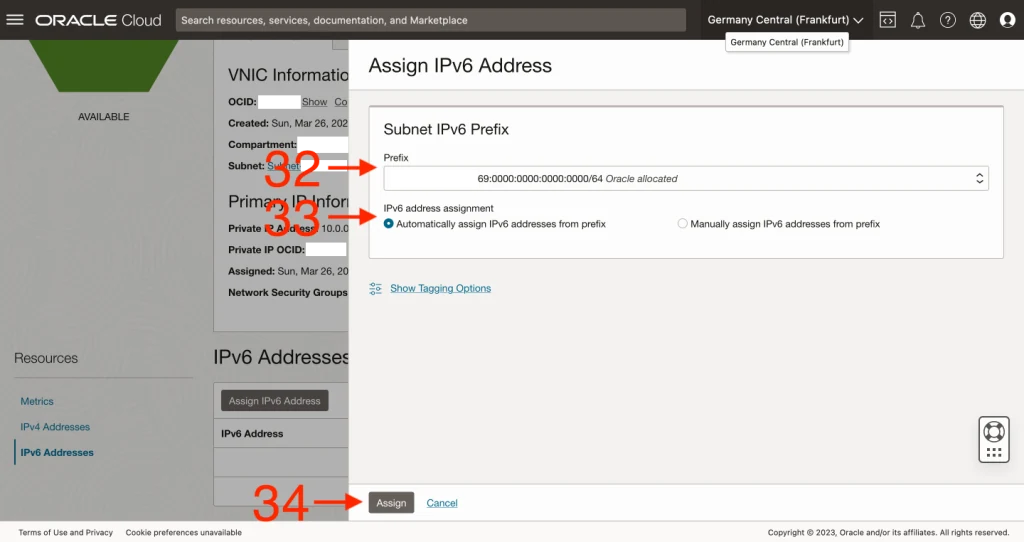 ORACLE Cloud
Search resources, services, documentation, and Marketplace
Germany Central (Frankfurt)
Germany Central (Frankfurt)
AVAILABLE
VNIC Informatio
OCID: Show Co
Created: Sun, Mar 26, 202
Compartment:
Subnet: Subnet
Primary IP Infor
Private IP Address: 10.0.0
Private IP OCID:
Assigned: Sun, Mar 26, 20
Network Security Groups
Resources
Metrics
IPv4 Addresses
IPv6 Addresses
IPv6 Addresses
Assign IPv6 Address
IPv6 Address
Assign IPv6 Address
Subnet IPv6 Prefix
Prefix
32
69:0000:0000:0000:0000/64 Oracle allocated
IPv6 address assignment
33
Automatically assign IPv6 addresses from prefix
Manually assign IPv6 addresses from prefix
Show Tagging Options
34
Assign Cancel
Terms of Use and Privacy Cookie preferences unavailable
Copyright © 2023, Oracle and/or its affiliates. All rights reserved.